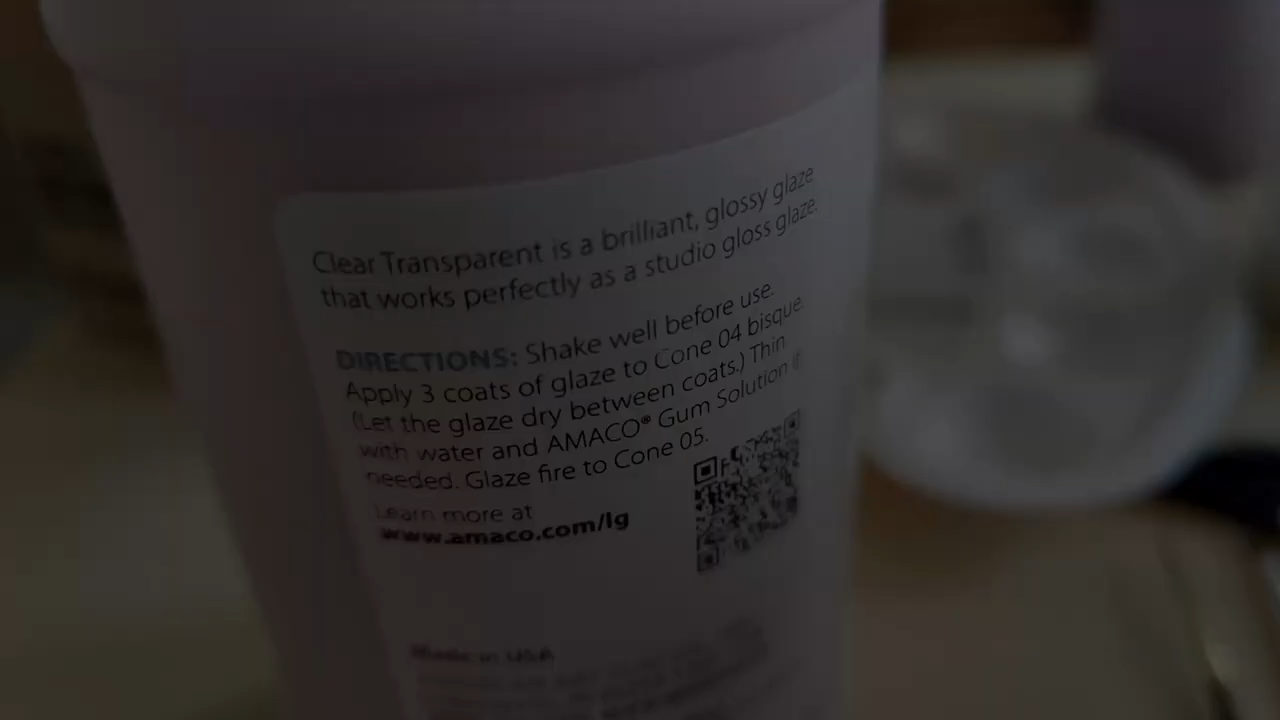 Clear Transparent is a brilliant, glossy glaze
that works perfectly as a studio gloss glaze.
DIRECTIONS: Shake well before use.
Apply 3 coats of glaze to Cone 04 bisque.
(Let the glaze dry between coats.) Thin
with water and AMACO® Gum Solution if
needed. Glaze fire to Cone 05.
Learn more at
www.amaco.com/lg
Made in USA